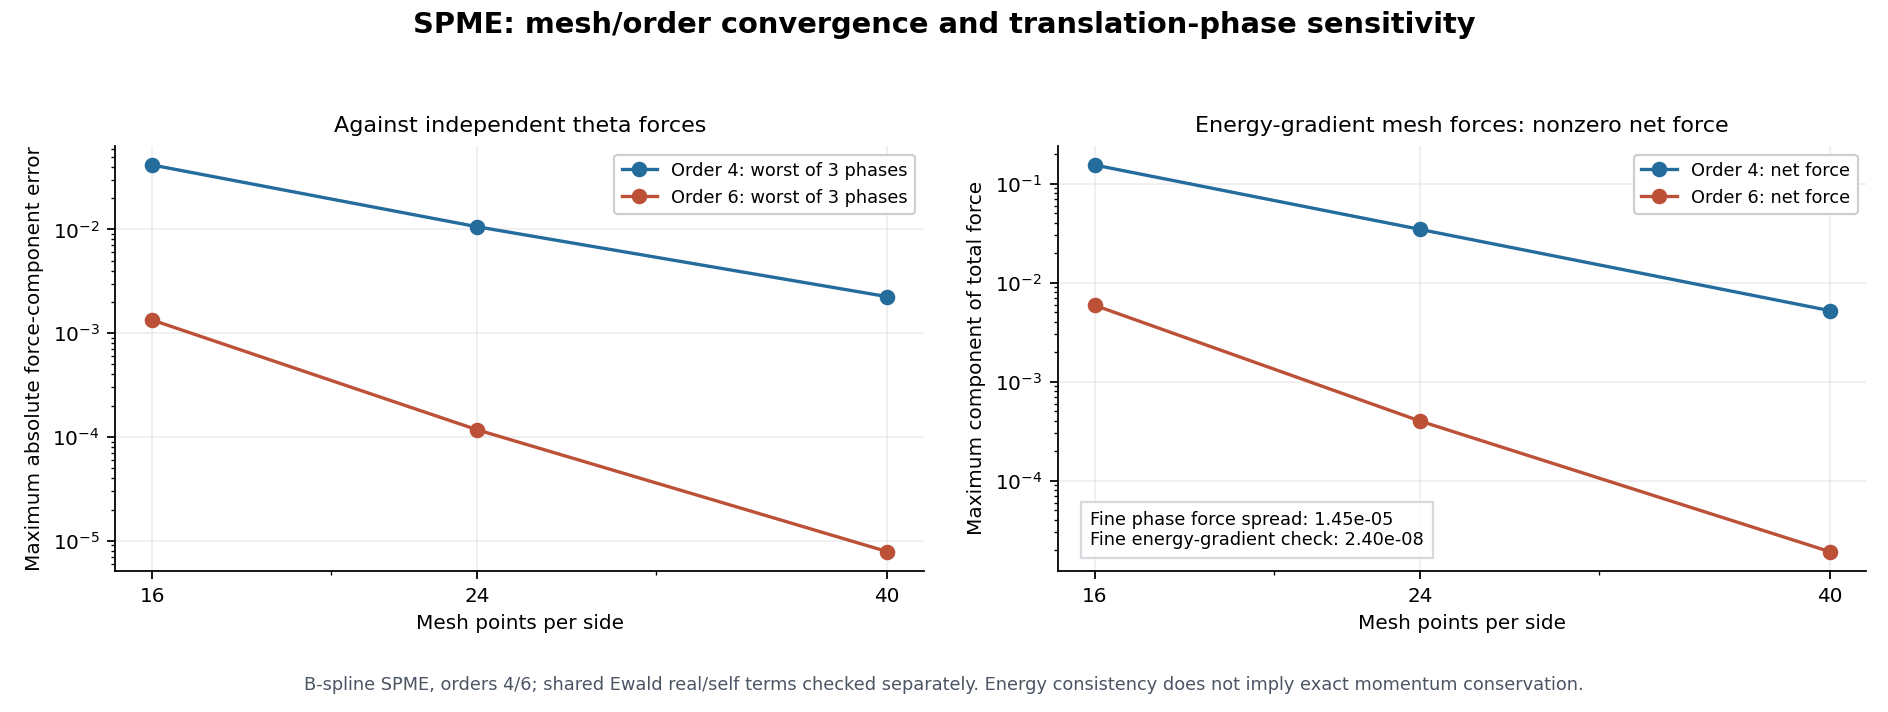 SPME: mesh/order convergence and translation-phase sensitivity
Against independent theta forces
Maximum absolute force-component error
10⁻²
10⁻³
10⁻⁴
10⁻⁵
Order 4: worst of 3 phases
Order 6: worst of 3 phases
16
24
40
Mesh points per side
Energy-gradient mesh forces: nonzero net force
Maximum component of total force
10⁻¹
10⁻²
10⁻³
10⁻⁴
Order 4: net force
Order 6: net force
Fine phase force spread: 1.45e-05
Fine energy-gradient check: 2.40e-08
16
24
40
Mesh points per side
B-spline SPME, orders 4/6; shared Ewald real/self terms checked separately. Energy consistency does not imply exact momentum conservation.